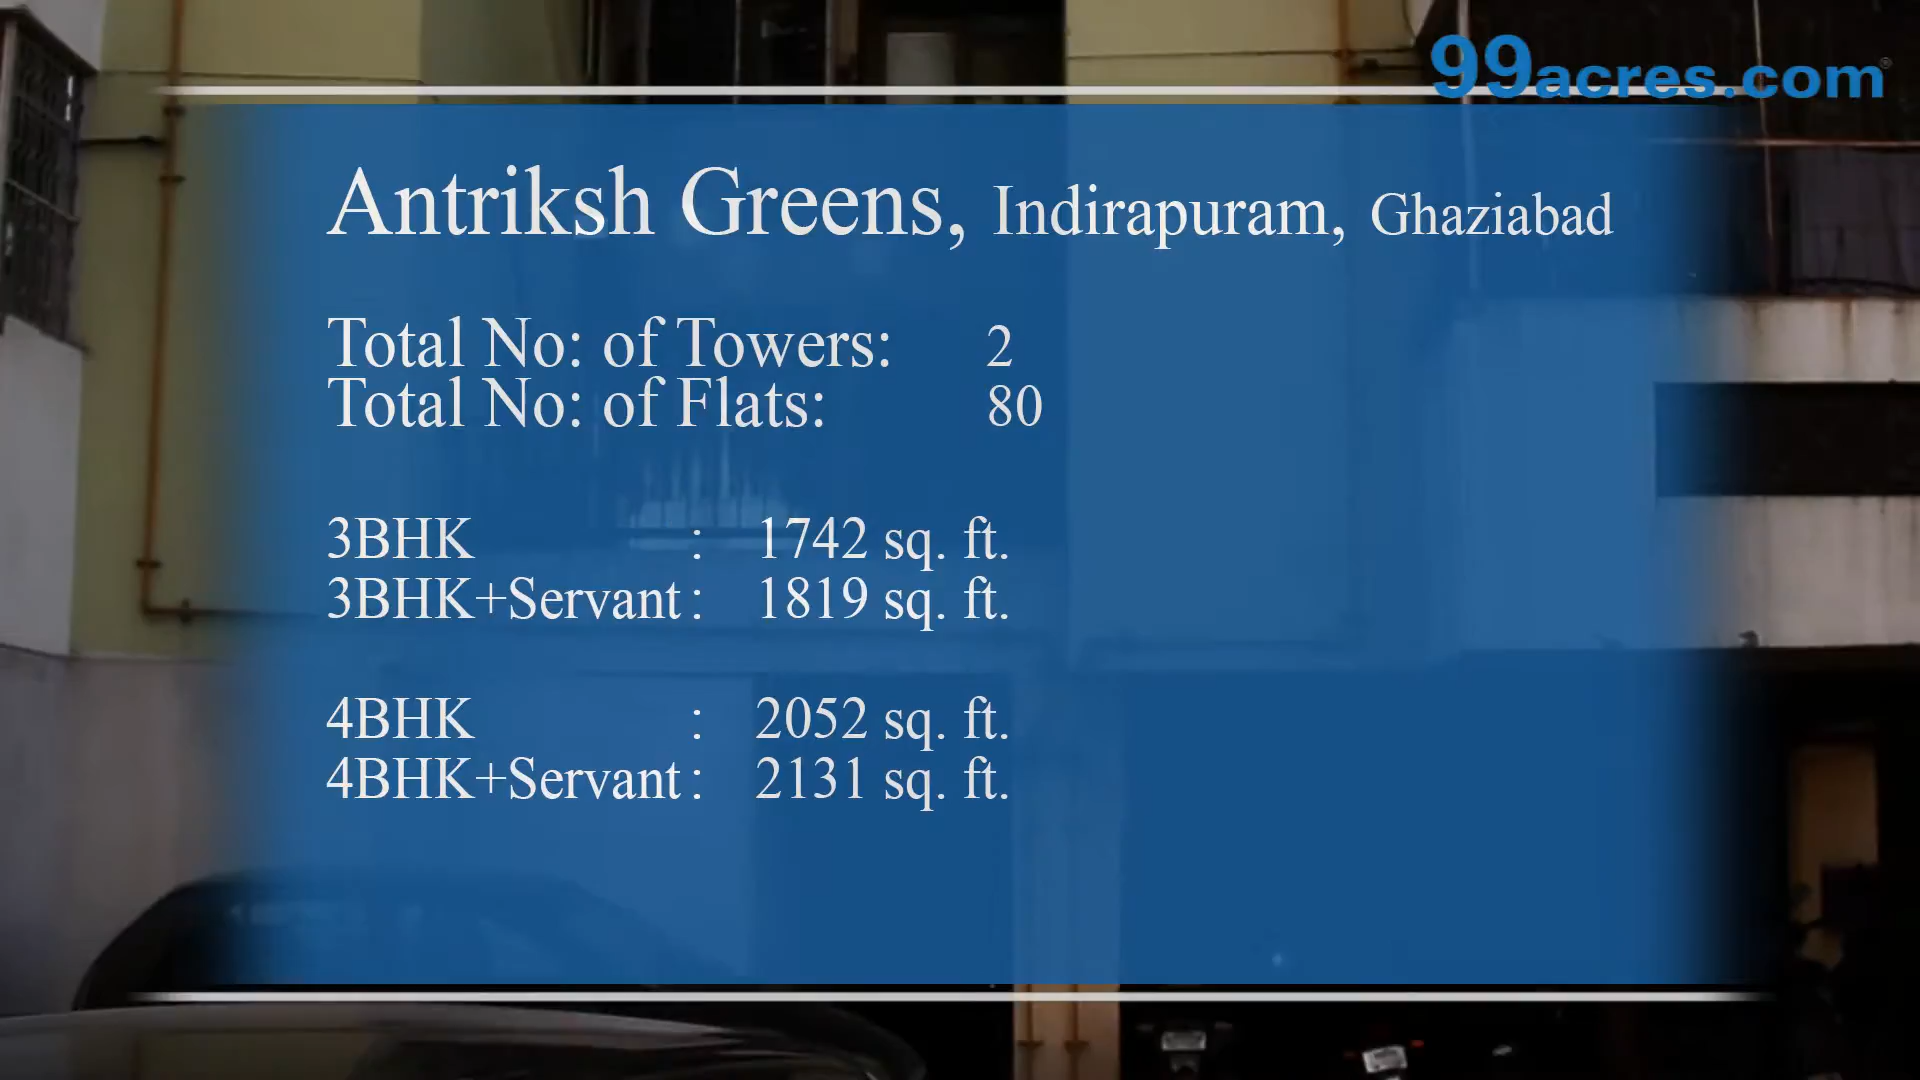 99acres.com®
Antriksh Greens, Indirapuram, Ghaziabad
Total No: of Towers: 2
Total No: of Flats: 80
3BHK : 1742 sq. ft.
3BHK+Servant : 1819 sq. ft.
4BHK : 2052 sq. ft.
4BHK+Servant : 2131 sq. ft.